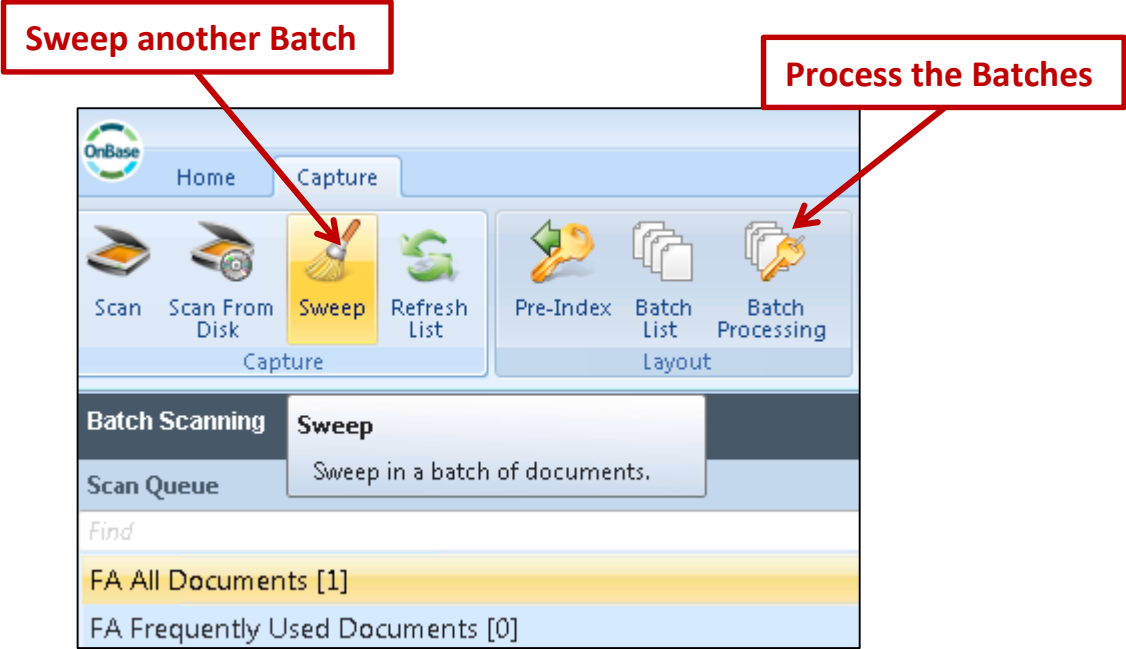 Sweep another Batch
Process the Batches
OnBase
Home Capture
Scan Scan From Disk Sweep Refresh List Pre-Index Batch List Batch Processing
Capture Layout
Batch Scanning
Sweep
Sweep in a batch of documents.
Scan Queue
Find
FA All Documents [1]
FA Frequently Used Documents [0]